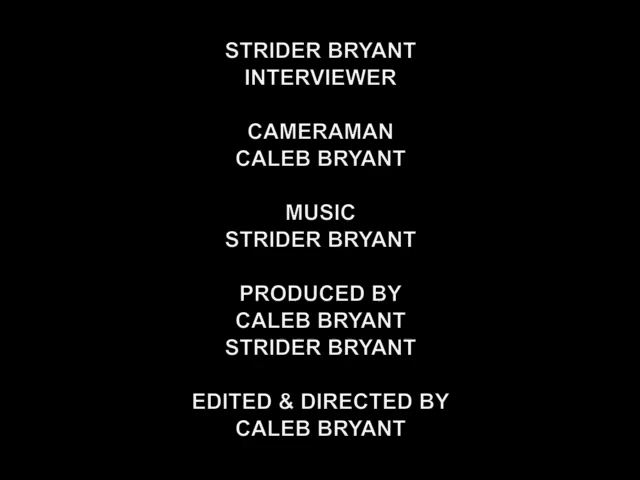 STRIDER BRYANT
INTERVIEWER
CAMERAMAN
CALEB BRYANT
MUSIC
STRIDER BRYANT
PRODUCED BY
CALEB BRYANT
STRIDER BRYANT
EDITED & DIRECTED BY
CALEB BRYANT